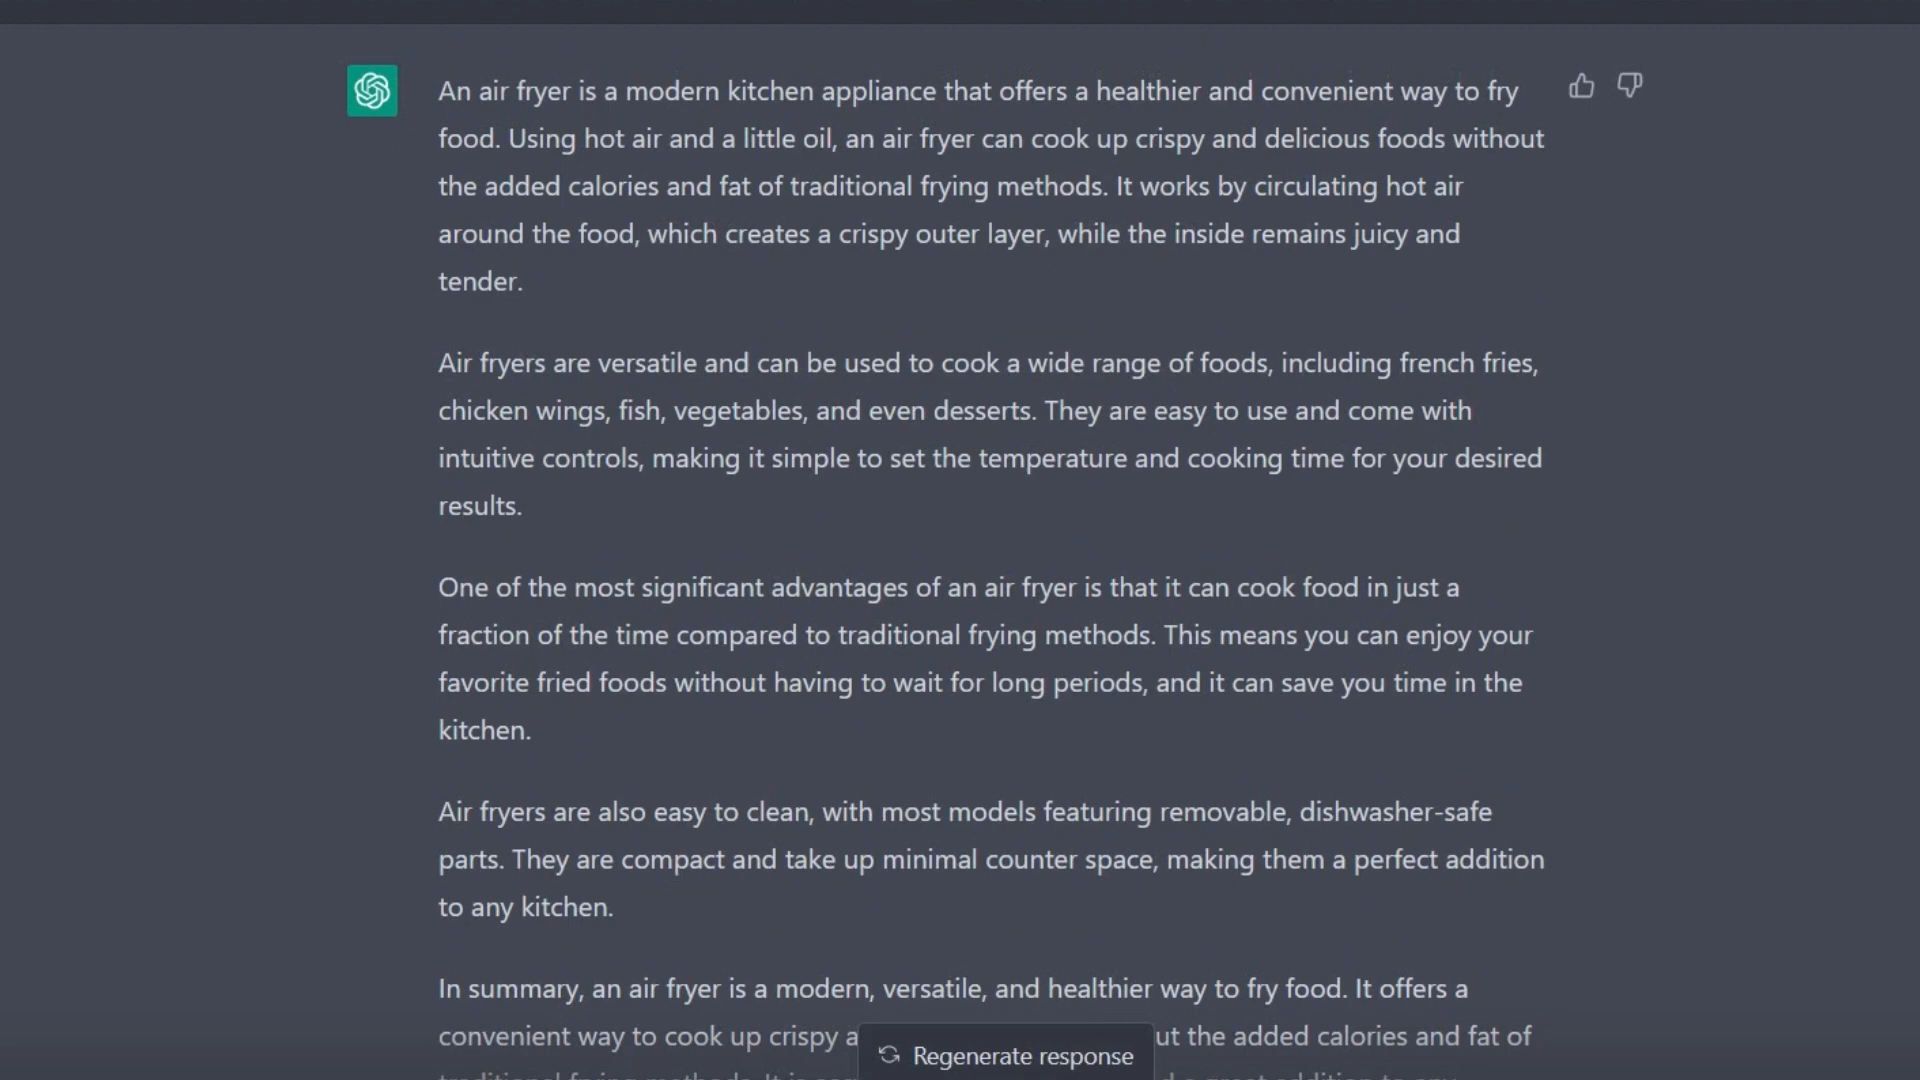 An air fryer is a modern kitchen appliance that offers a healthier and convenient way to fry
food. Using hot air and a little oil, an air fryer can cook up crispy and delicious foods without
the added calories and fat of traditional frying methods. It works by circulating hot air
around the food, which creates a crispy outer layer, while the inside remains juicy and
tender.
Air fryers are versatile and can be used to cook a wide range of foods, including french fries,
chicken wings, fish, vegetables, and even desserts. They are easy to use and come with
intuitive controls, making it simple to set the temperature and cooking time for your desired
results.
One of the most significant advantages of an air fryer is that it can cook food in just a
fraction of the time compared to traditional frying methods. This means you can enjoy your
favorite fried foods without having to wait for long periods, and it can save you time in the
kitchen.
Air fryers are also easy to clean, with most models featuring removable, dishwasher-safe
parts. They are compact and take up minimal counter space, making them a perfect addition
to any kitchen.
In summary, an air fryer is a modern, versatile, and healthier way to fry food. It offers a
convenient way to cook up crispy a ut the added calories and fat of
Regenerate response